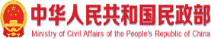 中华人民共和国民政部
Ministry of Civil Affairs of the People's Republic of China